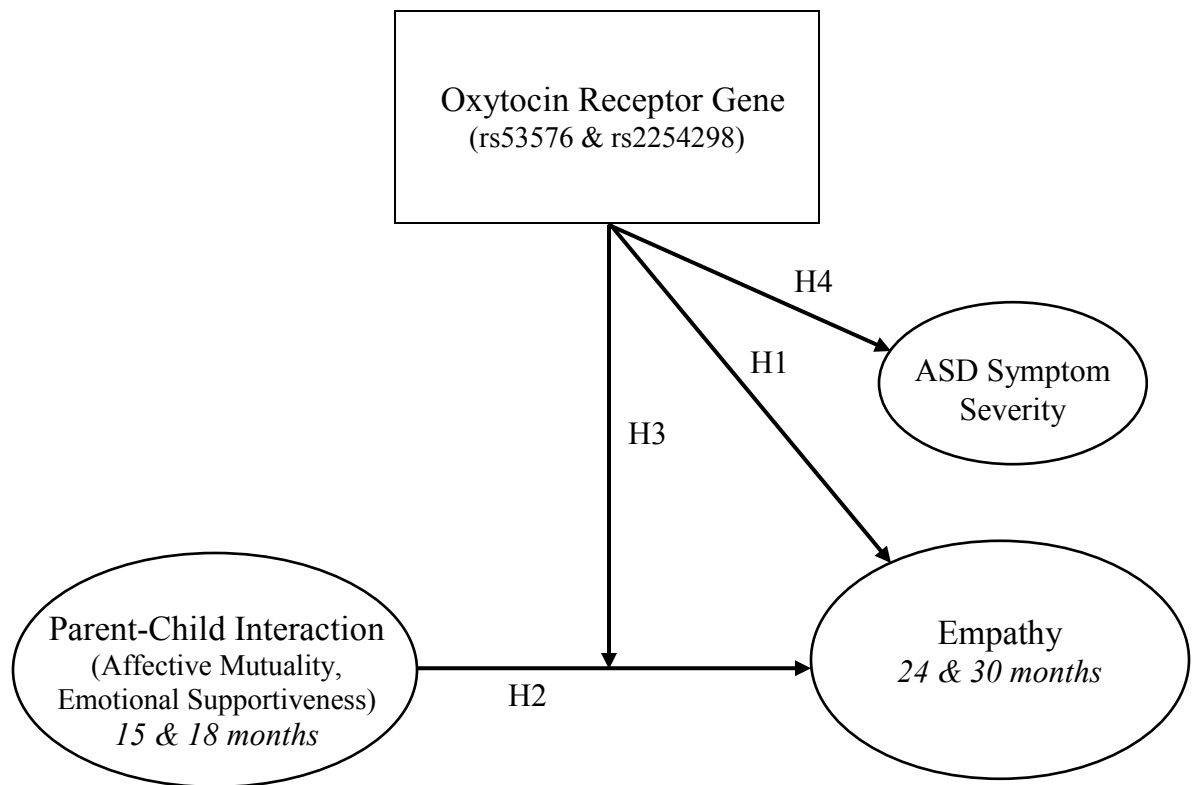 Oxytocin Receptor Gene
(rs53576 & rs2254298)
H4
H1
ASD Symptom
Severity
H3
Parent-Child Interaction
(Affective Mutuality,
Emotional Supportiveness)
15 & 18 months
H2
Empathy
24 & 30 months